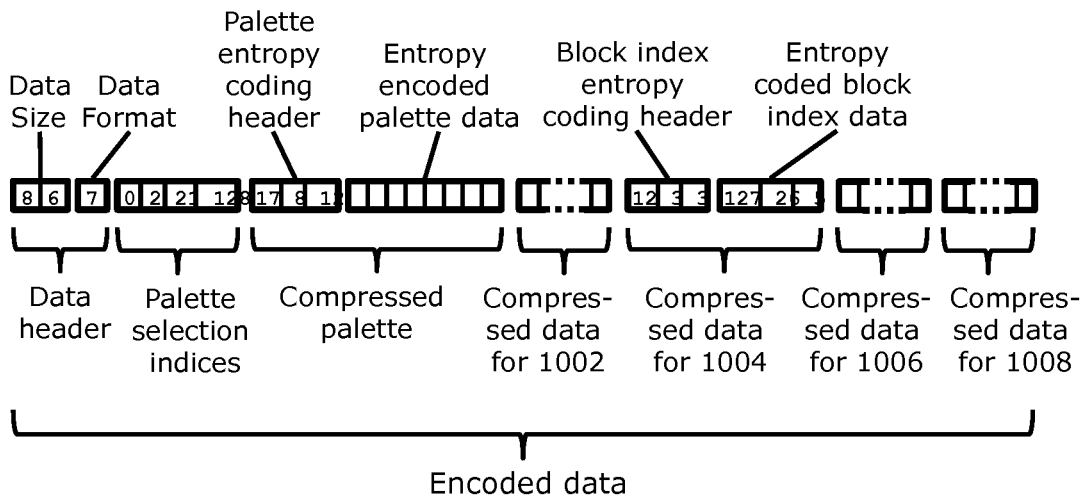 Data
Size
Data
Format
Palette
entropy
coding
header
Entropy
encoded
palette data
Block index
entropy
coding header
Entropy
coded block
index data
8 6 7 0 2 21 128 17 8 12 12 3 3 127 26 5
Data
header
Palette
selection
indices
Compressed
palette
Compres-
sed data
for 1002
Compres-
sed data
for 1004
Compres-
sed data
for 1006
Compres-
sed data
for 1008
Encoded data